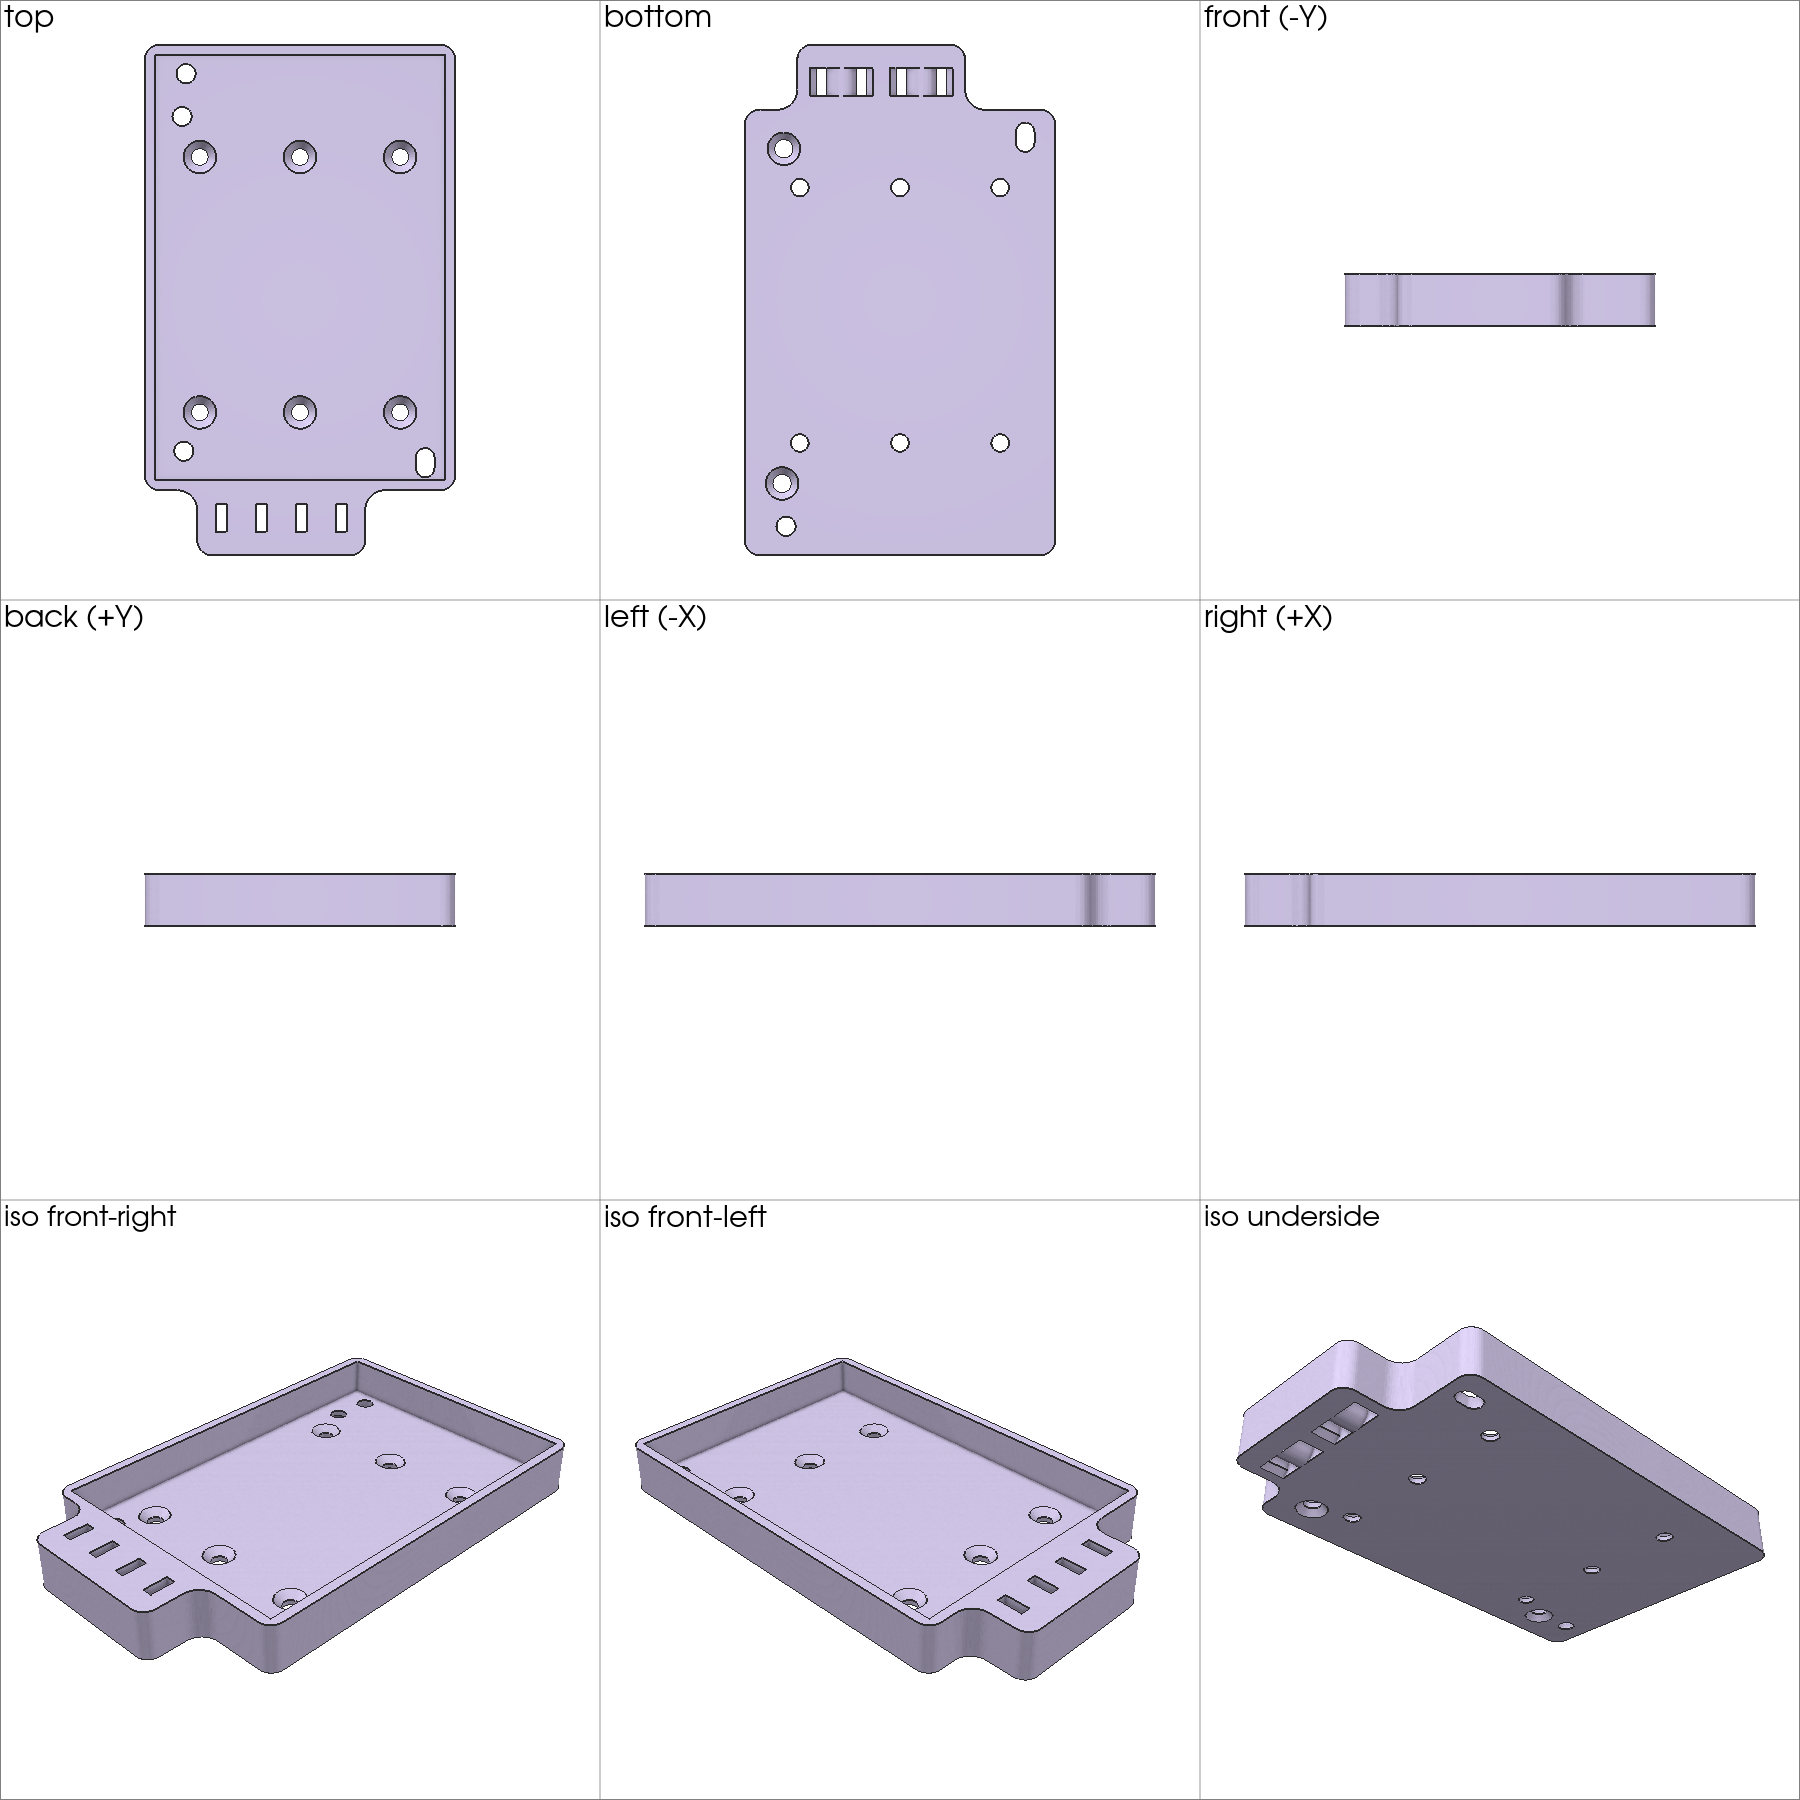 top
bottom
front (-Y)
back (+Y)
left (-X)
right (+X)
iso front-right
iso front-left
iso underside